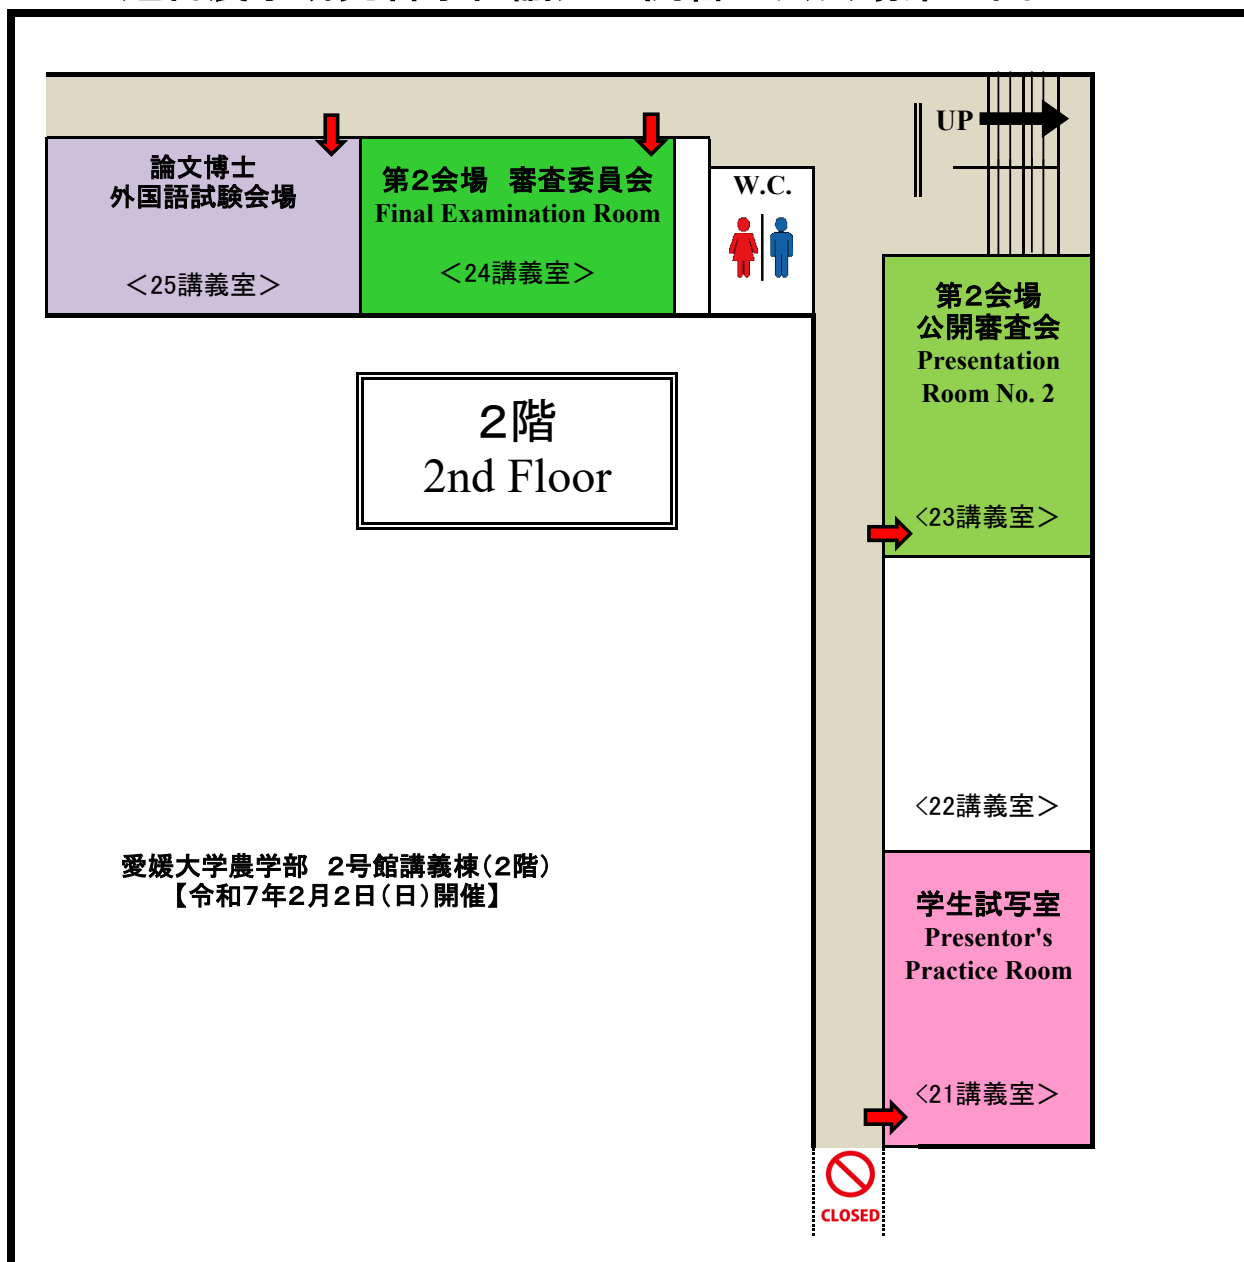 UP
論文博士
外国語試験会場
＜25講義室＞
第２会場　審査委員会
Final Examination Room
＜24講義室＞
W.C.
第２会場
公開審査会
Presentation
Room No. 2
＜23講義室＞
２階
2nd Floor
＜22講義室＞
愛媛大学農学部　２号館講義棟（２階）
【令和７年２月２日（日）開催】
学生試写室
Presentor's
Practice Room
＜21講義室＞
CLOSED